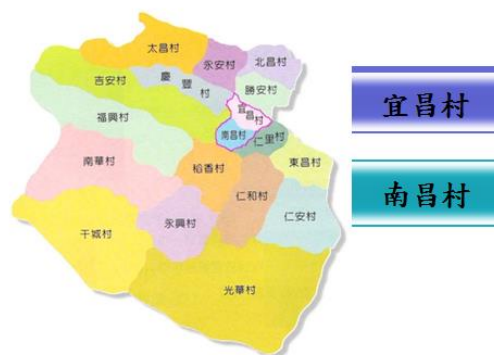 太昌村
永安村
北昌村
吉安村
慶豐村
勝安村
宜昌村
福興村
南昌村
仁里村
東昌村
南華村
稻香村
仁和村
仁安村
永興村
干城村
光華村
宜昌村
南昌村